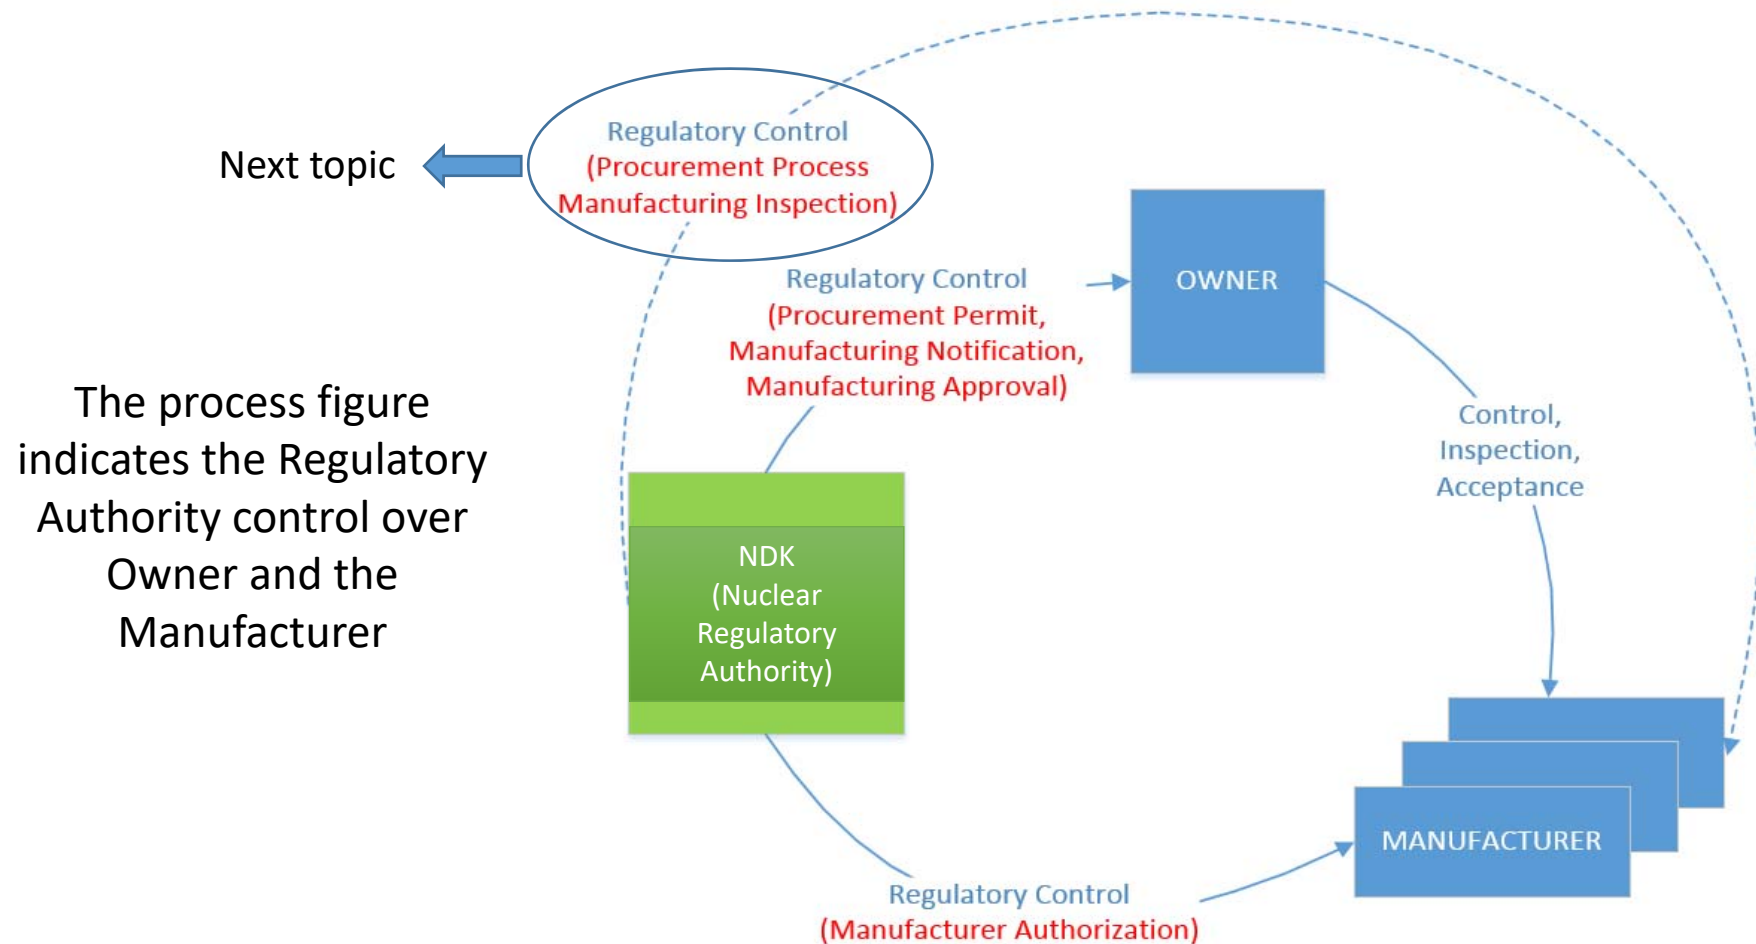 Regulatory Control
(Procurement Process
Manufacturing Inspection)
Next topic
Regulatory Control
(Procurement Permit,
Manufacturing Notification,
Manufacturing Approval)
OWNER
The process figure
indicates the Regulatory
Authority control over
Owner and the
Manufacturer
Control,
Inspection,
Acceptance
NDK
(Nuclear
Regulatory
Authority)
MANUFACTURER
Regulatory Control
(Manufacturer Authorization)